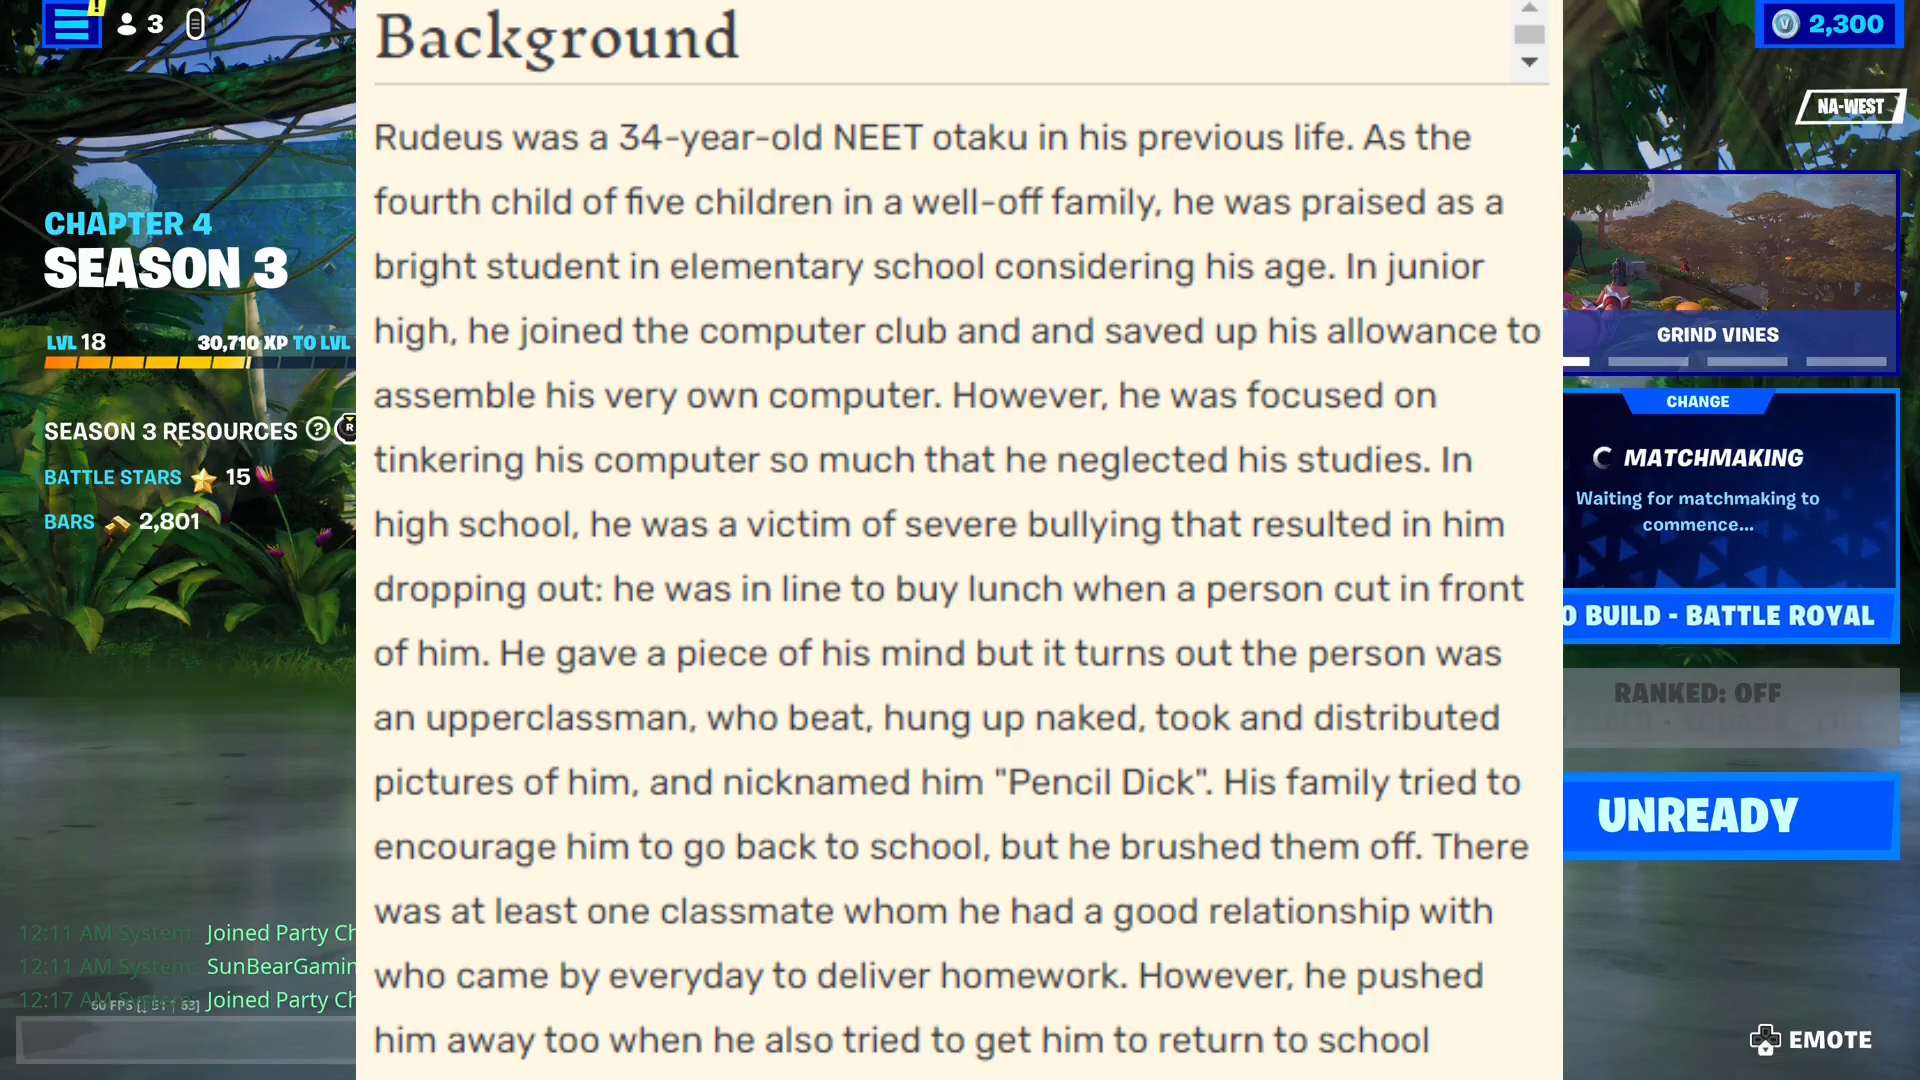 !
3
CHAPTER 4
SEASON 3
LVL 18
30,710 XP TO LVL
SEASON 3 RESOURCES ? R
BATTLE STARS 15
BARS 2,801
12:11 AM System: Joined Party Ch
12:11 AM System: SunBearGamin
12:17 AM System: Joined Party Ch
Background
Rudeus was a 34-year-old NEET otaku in his previous life. As the
fourth child of five children in a well-off family, he was praised as a
bright student in elementary school considering his age. In junior
high, he joined the computer club and and saved up his allowance to
assemble his very own computer. However, he was focused on
tinkering his computer so much that he neglected his studies. In
high school, he was a victim of severe bullying that resulted in him
dropping out: he was in line to buy lunch when a person cut in front
of him. He gave a piece of his mind but it turns out the person was
an upperclassman, who beat, hung up naked, took and distributed
pictures of him, and nicknamed him "Pencil Dick". His family tried to
encourage him to go back to school, but he brushed them off. There
was at least one classmate whom he had a good relationship with
who came by everyday to deliver homework. However, he pushed
him away too when he also tried to get him to return to school
V 2,300
NA-WEST
GRIND VINES
CHANGE
MATCHMAKING
Waiting for matchmaking to
commence...
O BUILD - BATTLE ROYAL
RANKED: OFF
UNREADY
EMOTE